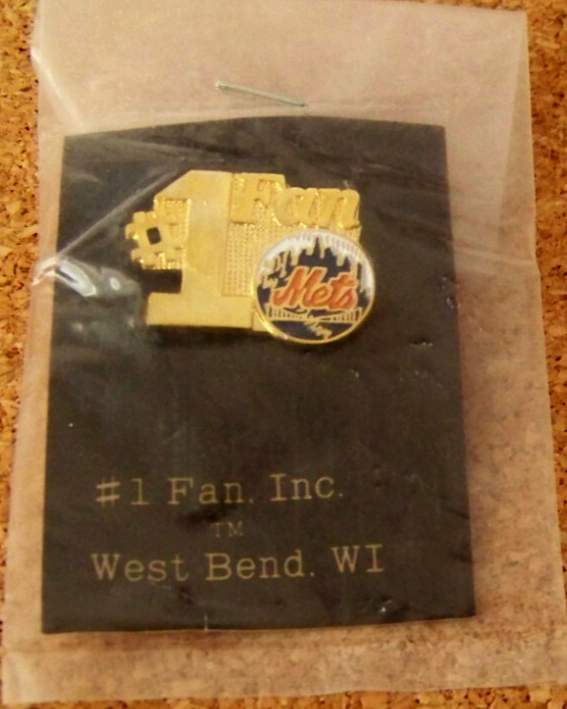 #1 Fan
Mets
#1 Fan, Inc.
TM
West Bend, WI